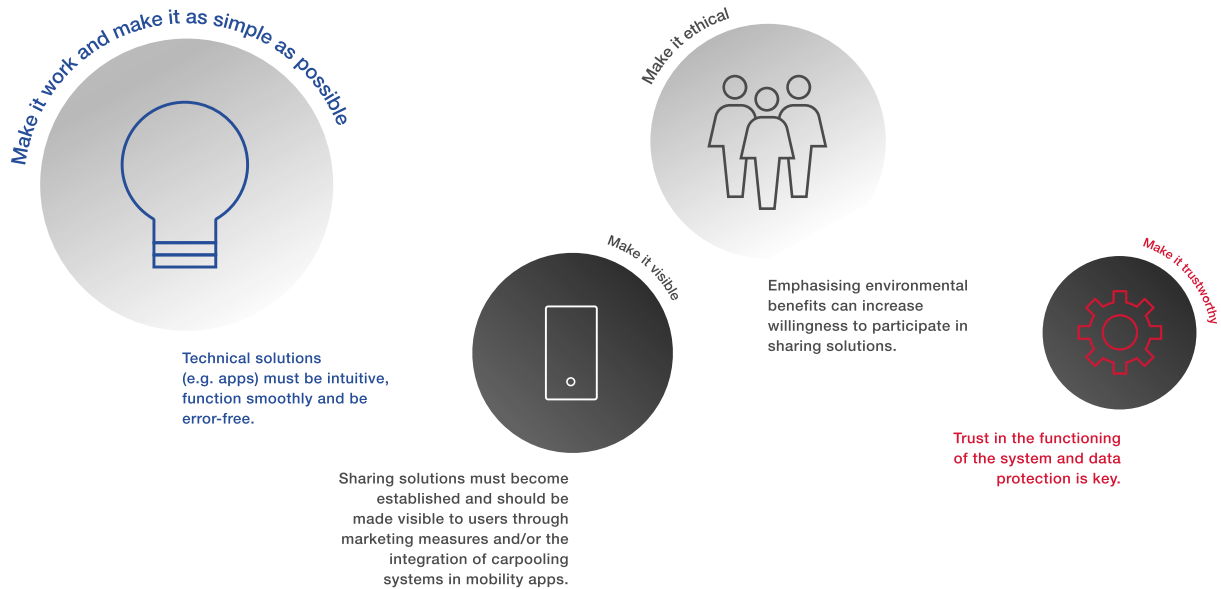 Make it work and make it as simple as possible
Technical solutions
(e.g. apps) must be intuitive,
function smoothly and be
error-free.
Make it visible
Sharing solutions must become
established and should be
made visible to users through
marketing measures and/or the
integration of carpooling
systems in mobility apps.
Make it ethical
Emphasising environmental
benefits can increase
willingness to participate in
sharing solutions.
Make it trustworthy
Trust in the functioning
of the system and data
protection is key.